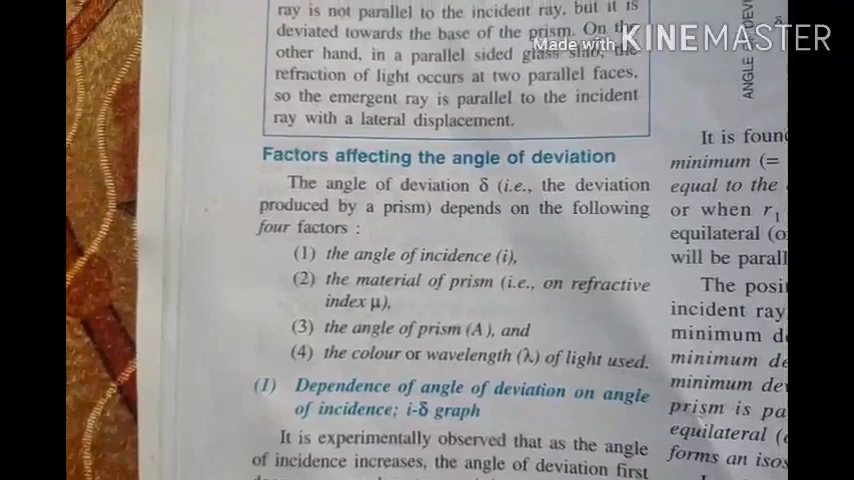 ray is not parallel to the incident ray, but it is
deviated towards the base of the prism. On the
other hand, in a parallel sided glass slab, the
refraction of light occurs at two parallel faces,
so the emergent ray is parallel to the incident
ray with a lateral displacement.
Factors affecting the angle of deviation
The angle of deviation δ (i.e., the deviation
produced by a prism) depends on the following
four factors :
(1) the angle of incidence (i),
(2) the material of prism (i.e., on refractive
index μ),
(3) the angle of prism (A), and
(4) the colour or wavelength (λ) of light used.
(1) Dependence of angle of deviation on angle
of incidence; i-δ graph
It is experimentally observed that as the angle
of incidence increases, the angle of deviation first
Made with KINEMASTER
ANGLE
δ
It is found
minimum (=
equal to the
or when r₁
equilateral
will be
The
incident ray
minimum
minimum
minimum
prism is
equilateral
forms an